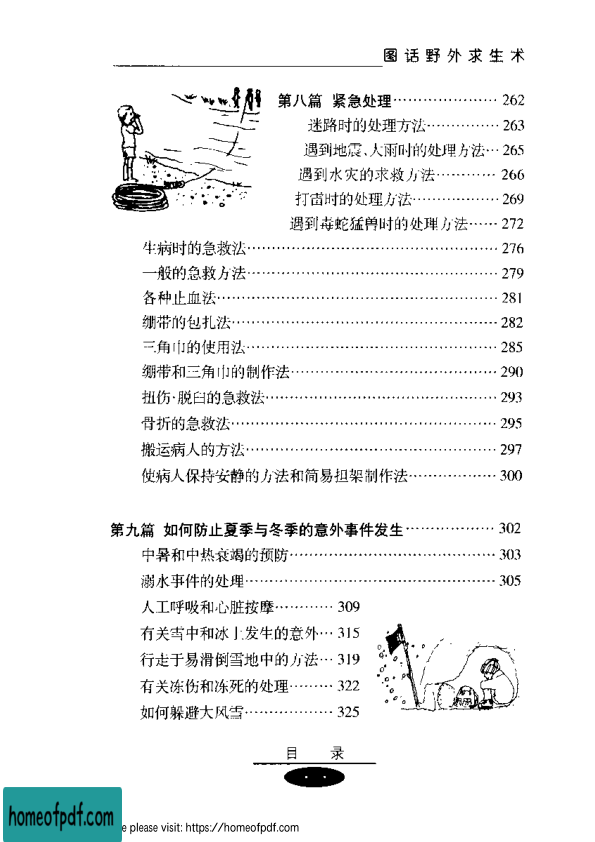 图话野外求生术
第八篇 紧急处理…………………… 262
迷路时的处理方法…………… 263
遇到地震、大雨时的处理方法… 265
遇到水灾的求救方法………… 266
打雷时的处理方法…………… 269
遇到毒蛇猛兽时的处理方法…… 272
生病时的急救法…………………………………………… 276
一般的急救方法…………………………………………… 279
各种止血法………………………………………………… 281
绷带的包扎法……………………………………………… 282
三角巾的使用法…………………………………………… 285
绷带和三角巾的制作法…………………………………… 290
扭伤·脱臼的急救法………………………………………… 293
骨折的急救法……………………………………………… 295
搬运病人的方法…………………………………………… 297
使病人保持安静的方法和简易担架制作法……………… 300
第九篇 如何防止夏季与冬季的意外事件发生……………… 302
中暑和中热衰竭的预防…………………………………… 303
溺水事件的处理…………………………………………… 305
人工呼吸和心脏按摩………… 309
有关雪中和冰上发生的意外… 315
行走于易滑倒雪地中的方法… 319
有关冻伤和冻死的处理……… 322
如何躲避大风雪……………… 325
目 录
homeofpdf.com
e please visit: https://homeofpdf.com